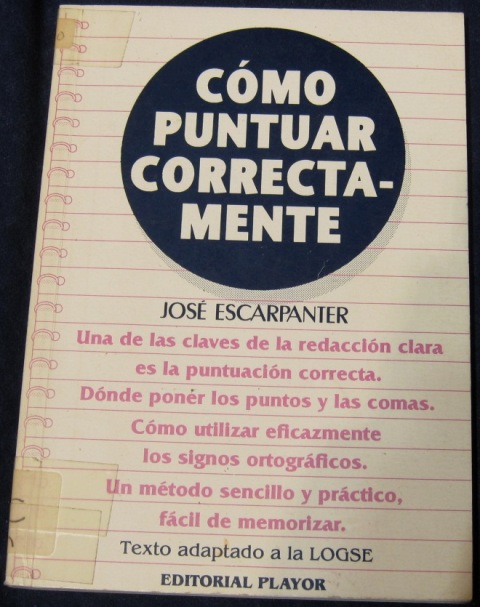 CÓMO
PUNTUAR
CORRECTA-
MENTE
JOSÉ ESCARPANTER
Una de las claves de la redacción clara
es la puntuación correcta.
Dónde poner los puntos y las comas.
Cómo utilizar eficazmente
los signos ortográficos.
Un método sencillo y práctico,
fácil de memorizar.
Texto adaptado a la LOGSE
EDITORIAL PLAYOR